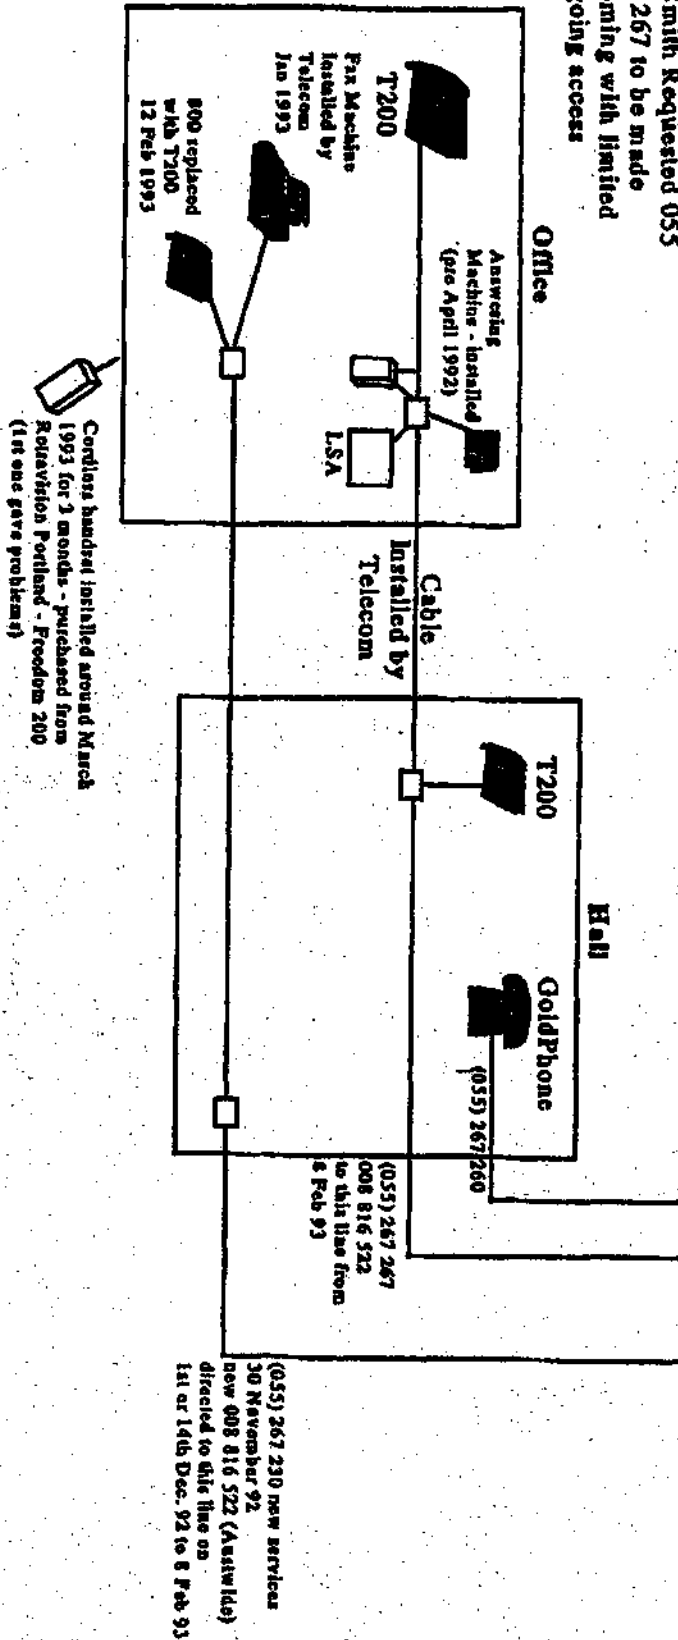 Smith Requested 055
267 to be made
oming with limited
going access
Office
T200
Fax Machine
Installed by
Telecom
Jan 1993
800 replaced
with T200
12 Feb 1993
Answering
Machine - installed
(pre April 1992)
LSA
Cordless handset installed around March
1993 for 3 months - purchased from
Retravision Portland - Freedom 200
(1st one gave problems)
Cable
Installed by
Telecom
Hall
T200
GoldPhone
(055) 267 260
(055) 267 267
008 816 522
to this line from
8 Feb 93
(055) 267 230 new services
30 November 92
new 008 816 522 (Austwide)
directed to this line on
1st or 14th Dec. 92 to 8 Feb 93